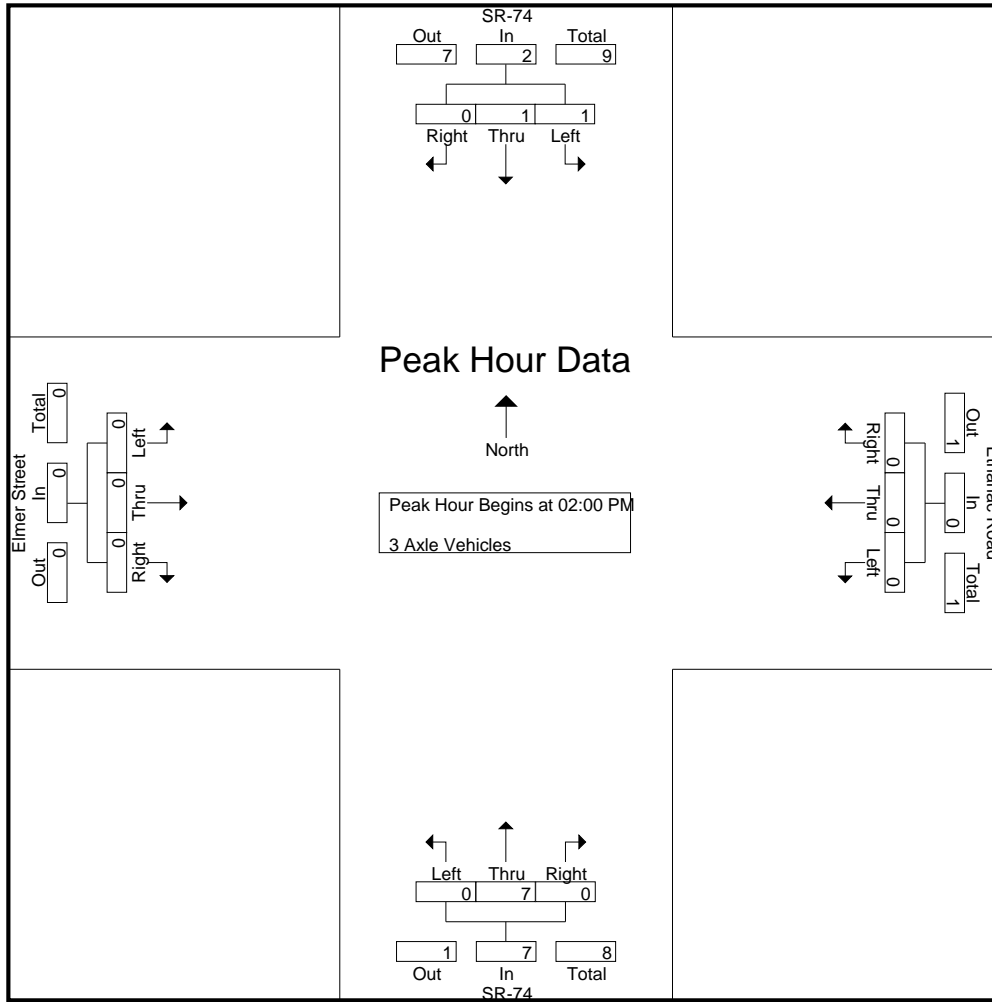 SR-74
Out In Total
7 2 9
0 1 1
Right Thru Left
Peak Hour Data
North
Peak Hour Begins at 02:00 PM
3 Axle Vehicles
Elmer Street
Total In Out
0 0 0
0 0 0
Left Thru Right
Right Thru Left
0 0 0
Out In Total
1 0 1
Ethanac Road
Left Thru Right
0 7 0
1 7 8
Out In Total
SR-74